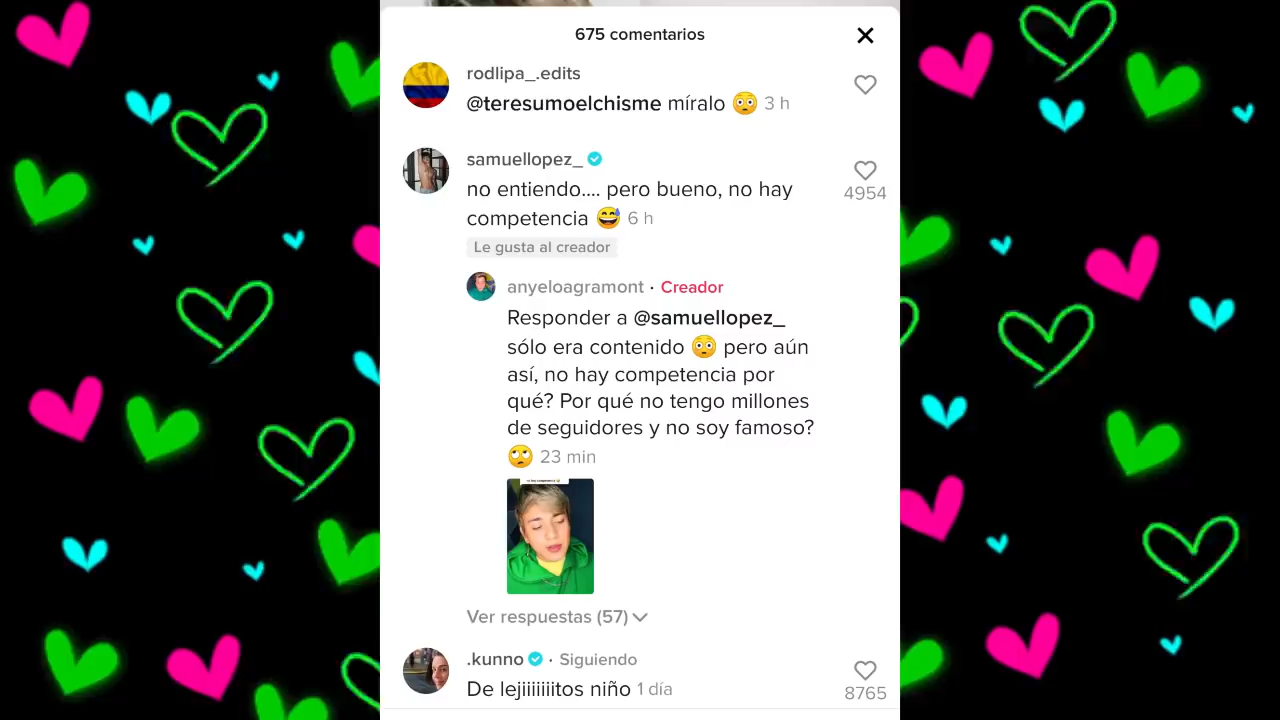 675 comentarios
rodlipa_.edits
@teresumoelchisme míralo 😳 3 h
samuellopez_
no entiendo.... pero bueno, no hay
competencia 😅 6 h
4954
Le gusta al creador
anyeloagramont · Creador
Responder a @samuellopez_
sólo era contenido 😳 pero aún
así, no hay competencia por
qué? Por qué no tengo millones
de seguidores y no soy famoso?
🙄 23 min
Ver respuestas (57)
.kunno · Siguiendo
De lejiiiiiitos niño 1 día
8765